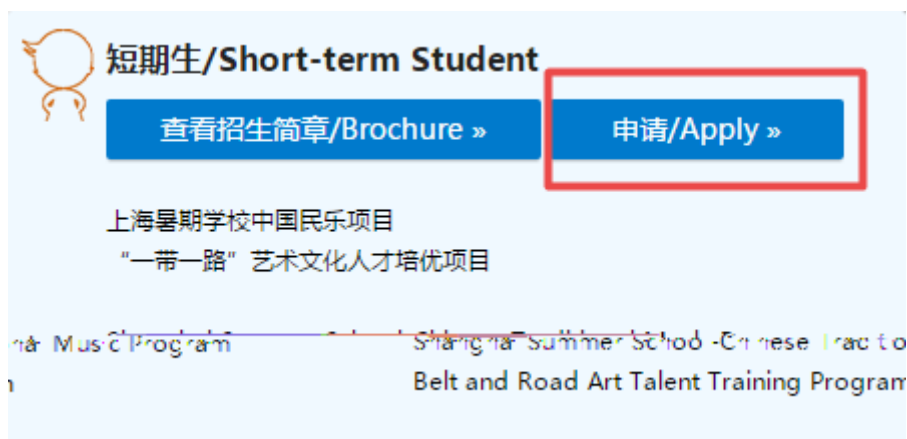 短期生/Short-term Student
查看招生简章/Brochure »
申请/Apply »
上海暑期学校中国民乐项目
“一带一路”艺术文化人才培优项目
Music Program
Belt and Road Art Talent Training Program